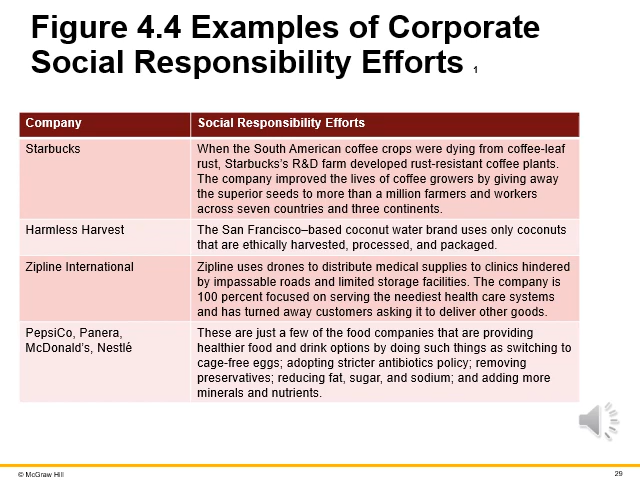 Figure 4.4 Examples of Corporate
Social Responsibility Efforts 1
Company
Social Responsibility Efforts
Starbucks
When the South American coffee crops were dying from coffee-leaf
rust, Starbucks's R&D farm developed rust-resistant coffee plants.
The company improved the lives of coffee growers by giving away
the superior seeds to more than a million farmers and workers
across seven countries and three continents.
Harmless Harvest
The San Francisco–based coconut water brand uses only coconuts
that are ethically harvested, processed, and packaged.
Zipline International
Zipline uses drones to distribute medical supplies to clinics hindered
by impassable roads and limited storage facilities. The company is
100 percent focused on serving the neediest health care systems
and has turned away customers asking it to deliver other goods.
PepsiCo, Panera,
McDonald's, Nestlé
These are just a few of the food companies that are providing
healthier food and drink options by doing such things as switching to
cage-free eggs; adopting stricter antibiotics policy; removing
preservatives; reducing fat, sugar, and sodium; and adding more
minerals and nutrients.
© McGraw Hill
29